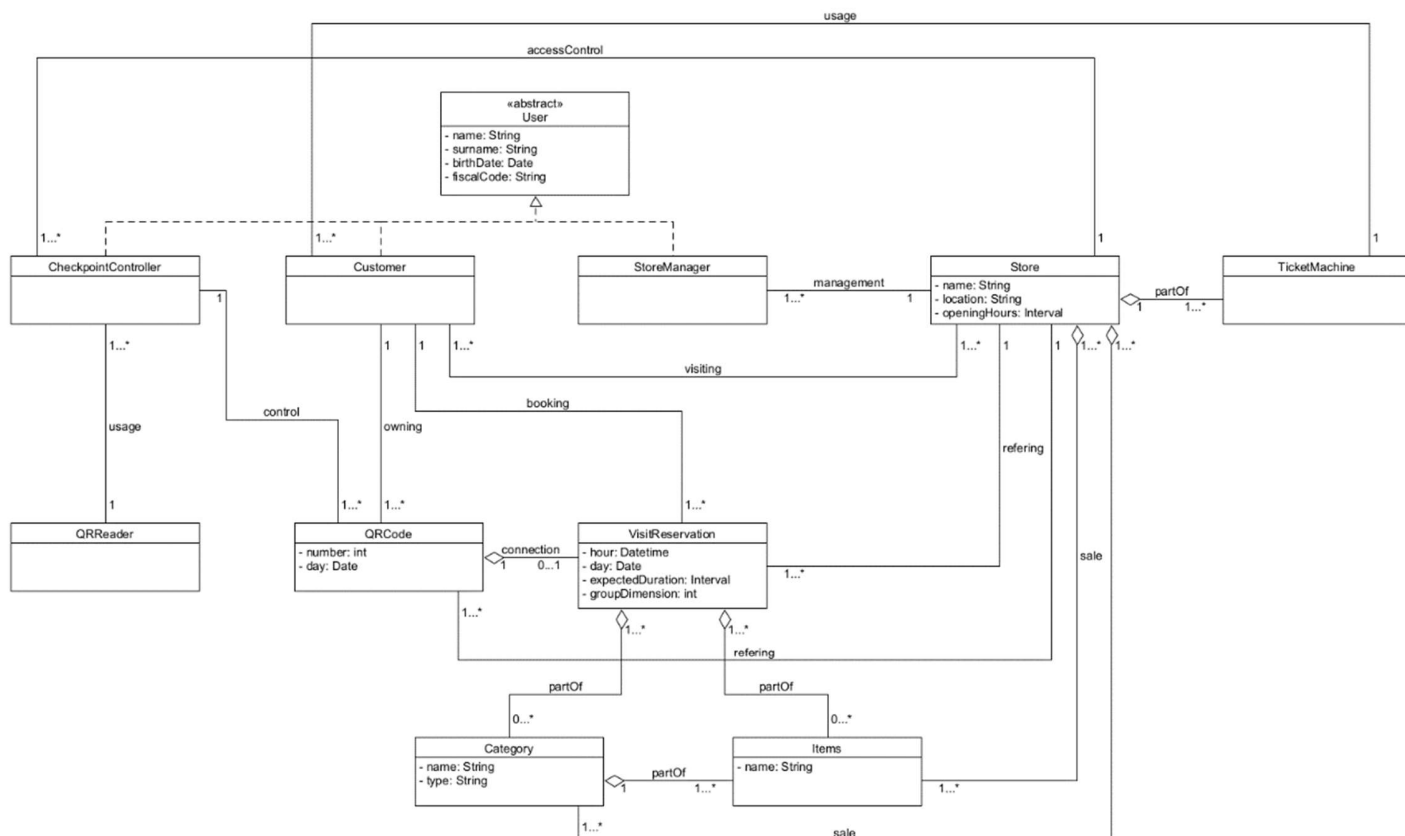 usage
accessControl
«abstract»
User
- name: String
- surname: String
- birthDate: Date
- fiscalCode: String
1...*
1...*
1
1
CheckpointController
Customer
StoreManager
Store
- name: String
- location: String
- openingHours: Interval
TicketMachine
management
1...*
1
partOf
1
1...*
1
1...*
1
1
1...*
1...*
1
1
1...*
1...*
visiting
booking
control
owning
usage
refering
sale
1
1...*
1...*
1...*
QRReader
QRCode
- number: int
- day: Date
connection
1
0...1
VisitReservation
- hour: Datetime
- day: Date
- expectedDuration: Interval
- groupDimension: int
1...*
1...*
1...*
1...*
refering
partOf
partOf
0...*
0...*
Category
- name: String
- type: String
partOf
1
1...*
Items
- name: String
1...*
1...*
sale